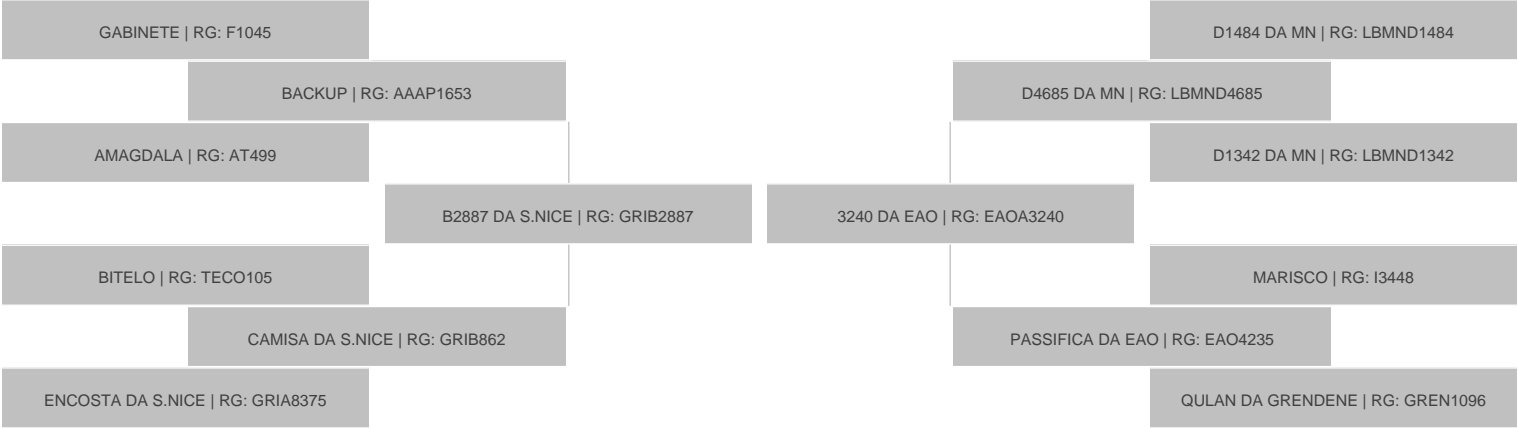 GABINETE | RG: F1045
D1484 DA MN | RG: LBMND1484
BACKUP | RG: AAAP1653
D4685 DA MN | RG: LBMND4685
AMAGDALA | RG: AT499
D1342 DA MN | RG: LBMND1342
B2887 DA S.NICE | RG: GRIB2887
3240 DA EAO | RG: EAOA3240
BITELO | RG: TECO105
MARISCO | RG: I3448
CAMISA DA S.NICE | RG: GRIB862
PASSIFICA DA EAO | RG: EAO4235
ENCOSTA DA S.NICE | RG: GRIA8375
QULAN DA GRENDENE | RG: GREN1096